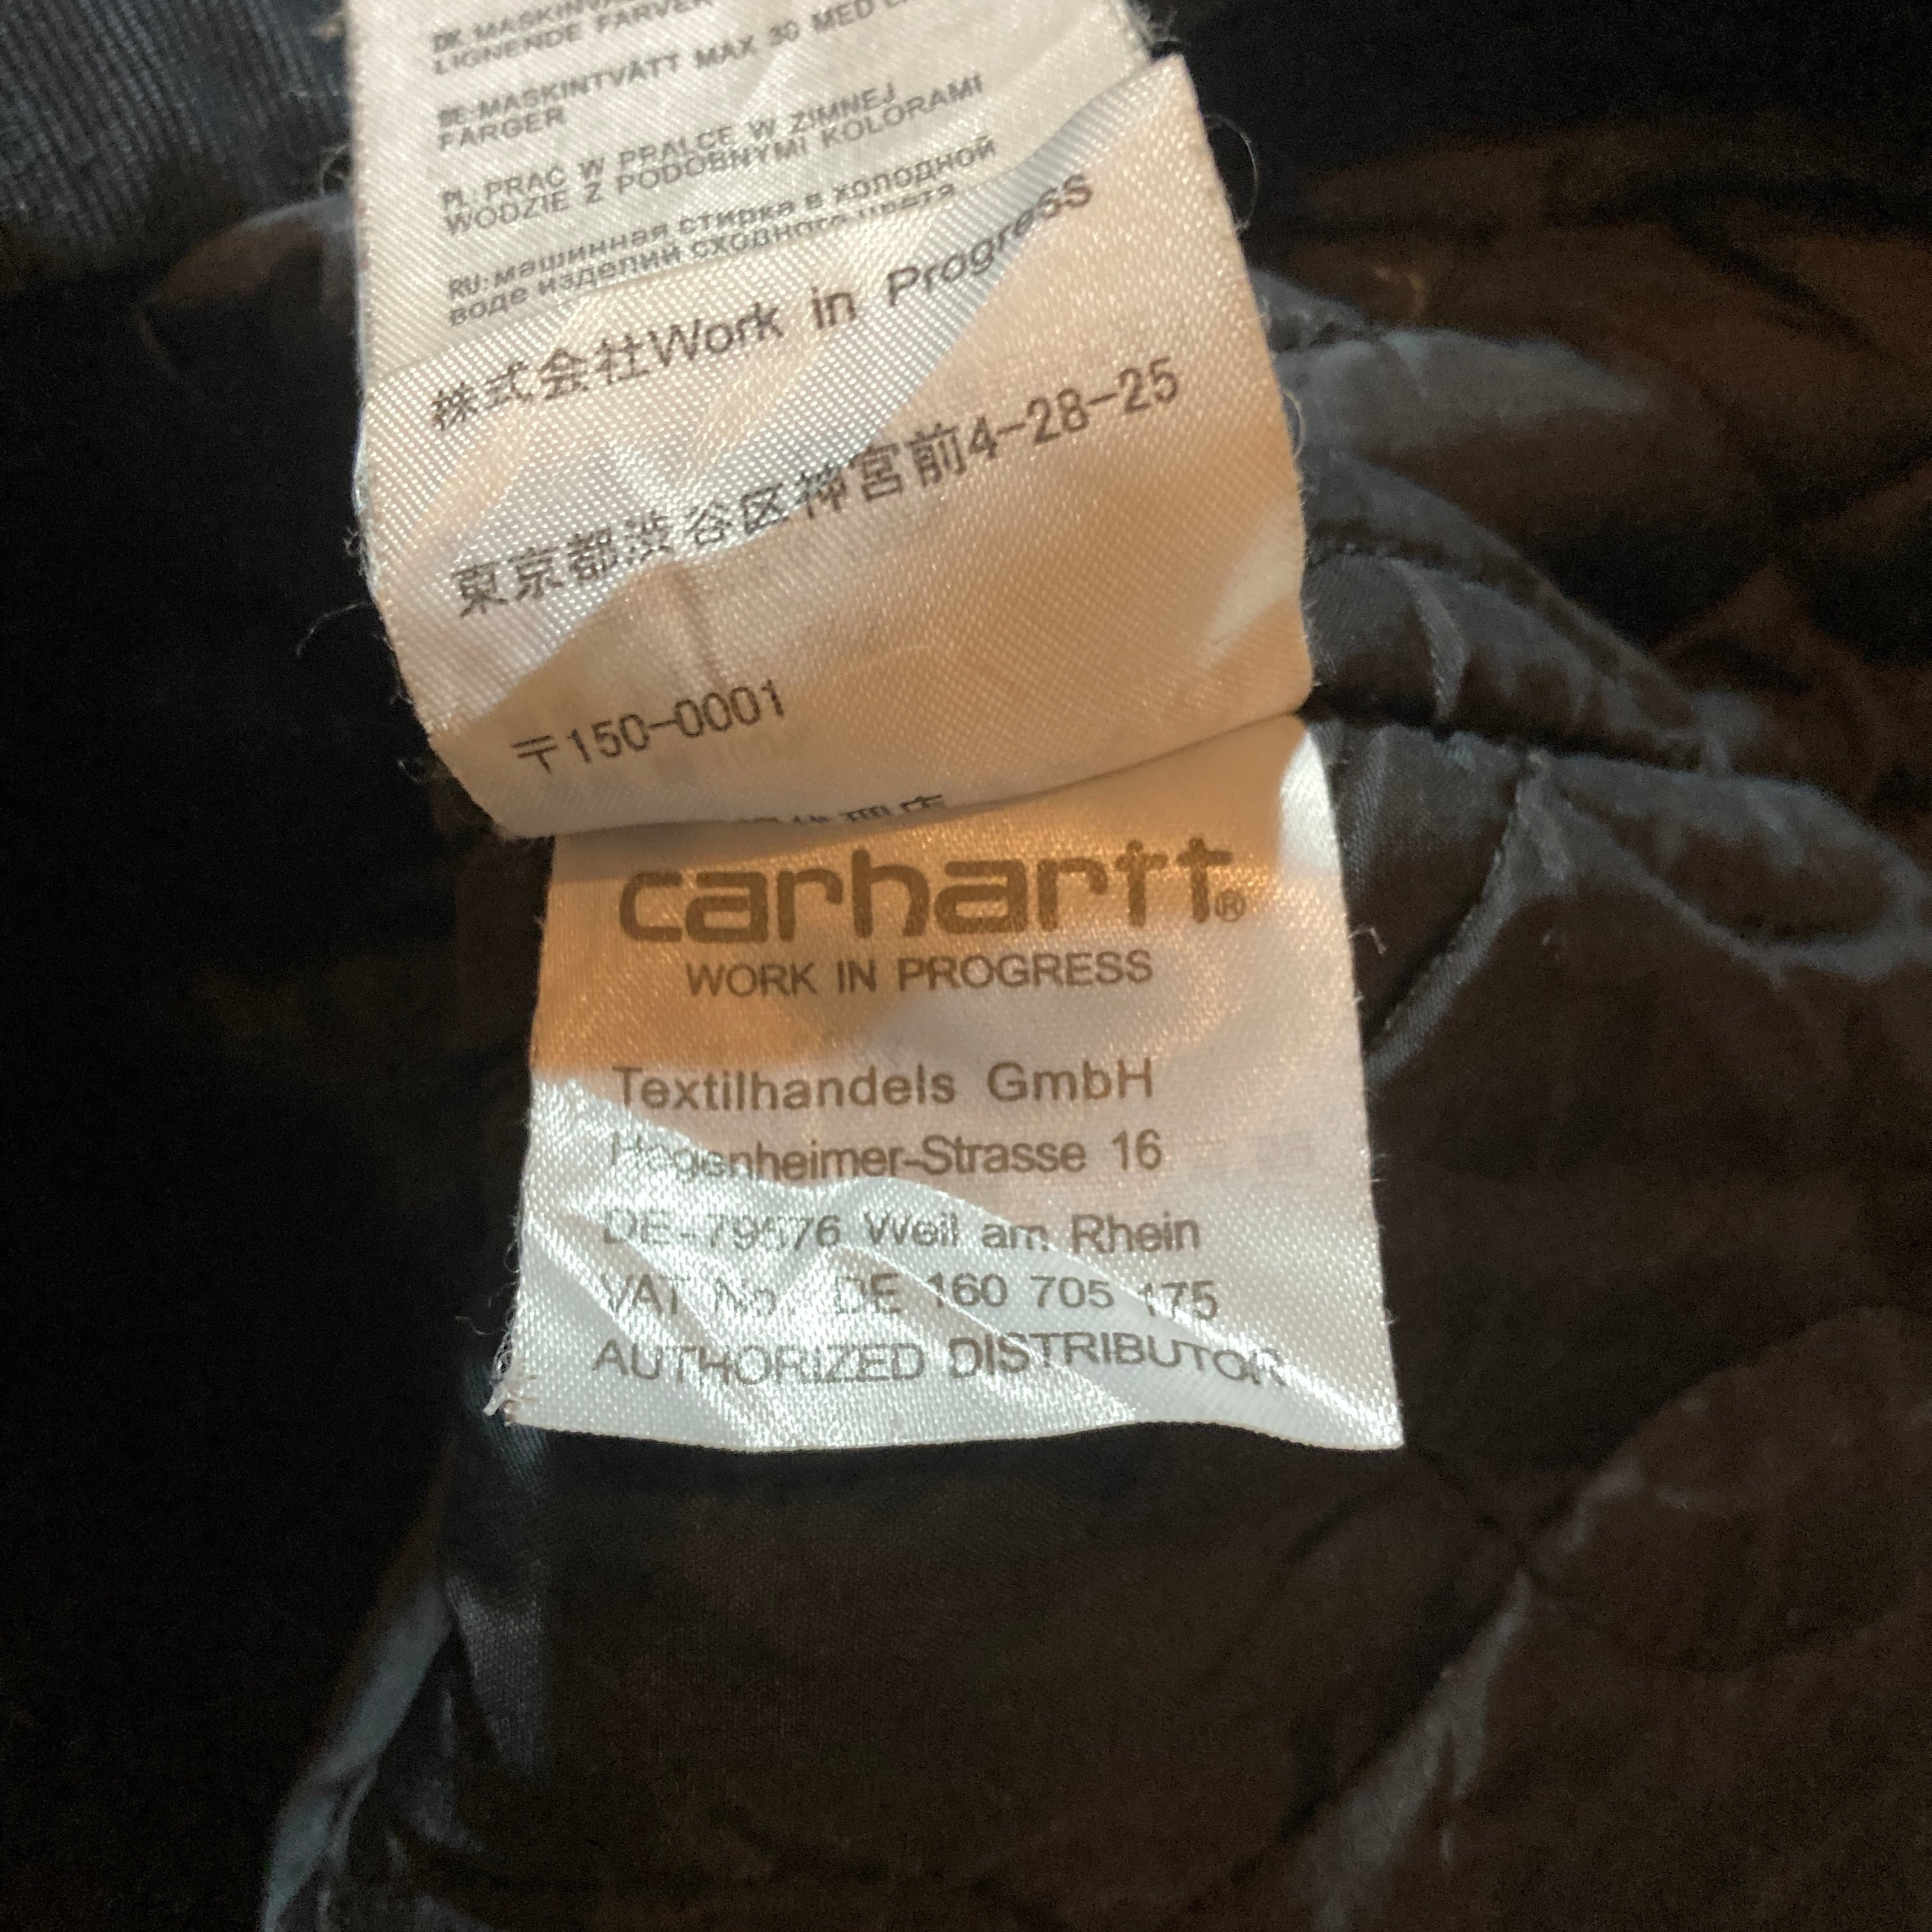 DK: MASKINVA
LIGNENDE FARVER
SE: MASKINTVÄTT MAX 30 MED
FÄRGER
PL: PRAĆ W PRALCE W ZIMNEJ
WODZIE Z PODOBNYMI KOLORAMI
RU: машинная стирка в холодной
воде изделий сходного цвета
株式会社Work in Progress
東京都渋谷区神宮前4-28-25
〒150-0001
carhartt®
WORK IN PROGRESS
Textilhandels GmbH
Hegenheimer-Strasse 16
DE-79576 Weil am Rhein
VAT No.: DE 160 705 175
AUTHORIZED DISTRIBUTOR